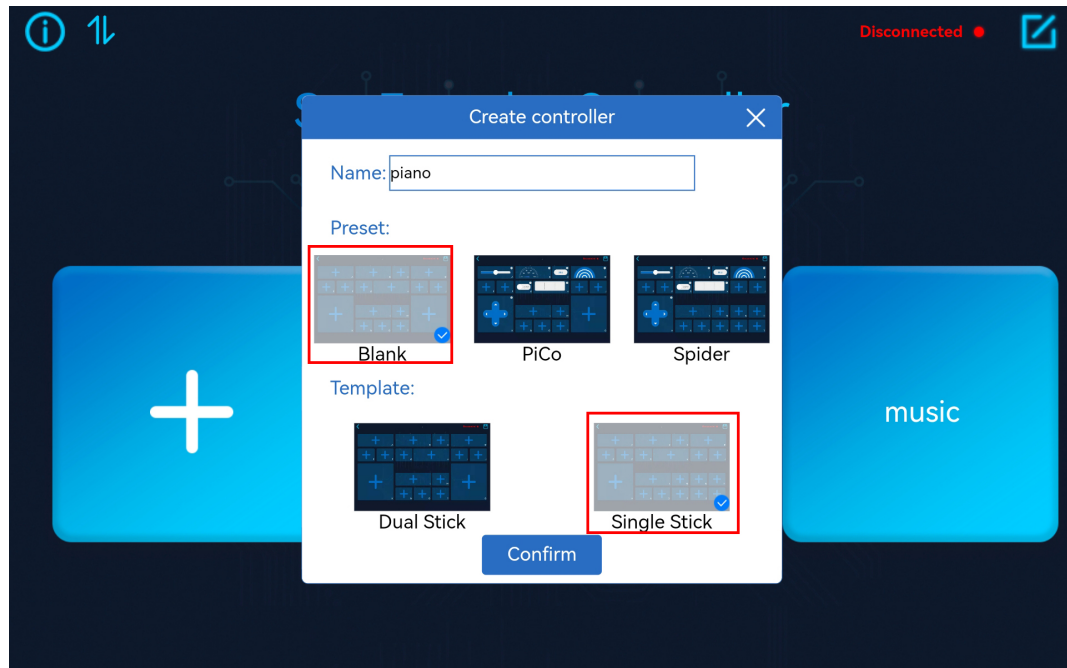 Disconnected
Create controller
Name: piano
Preset:
Blank
PiCo
Spider
Template:
Dual Stick
Single Stick
Confirm
music